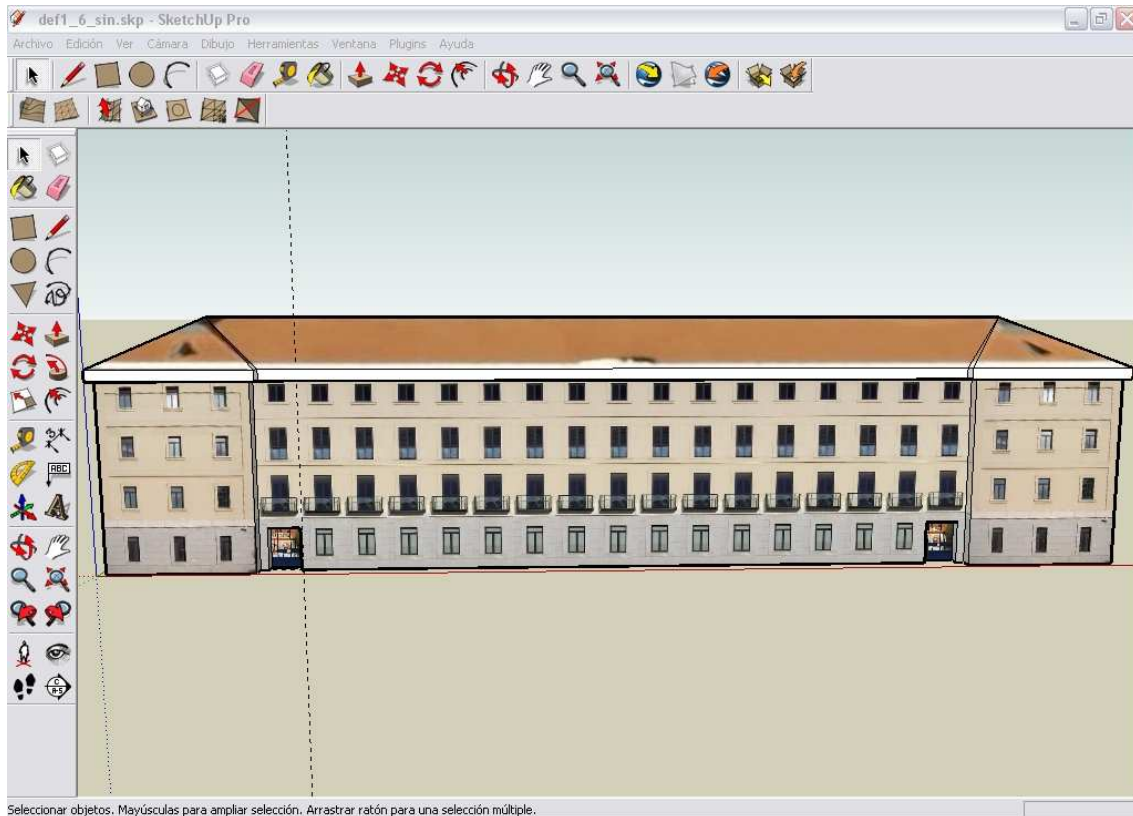 def1_6_sin.skp - SketchUp Pro
Archivo Edición Ver Cámara Dibujo Herramientas Ventana Plugins Ayuda
ABC
A
C
A-5
Seleccionar objetos. Mayúsculas para ampliar selección. Arrastrar ratón para una selección múltiple.